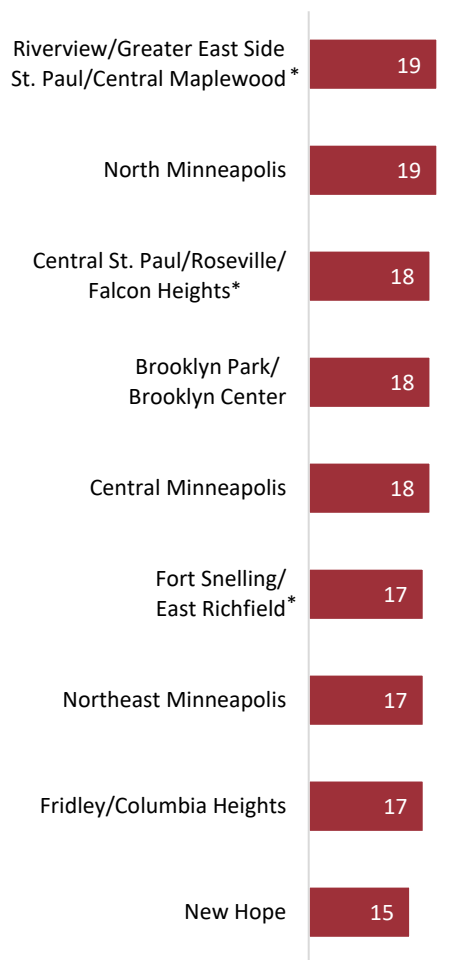 Riverview/Greater East Side
St. Paul/Central Maplewood* 19
North Minneapolis 19
Central St. Paul/Roseville/
Falcon Heights* 18
Brooklyn Park/
Brooklyn Center 18
Central Minneapolis 18
Fort Snelling/
East Richfield* 17
Northeast Minneapolis 17
Fridley/Columbia Heights 17
New Hope 15